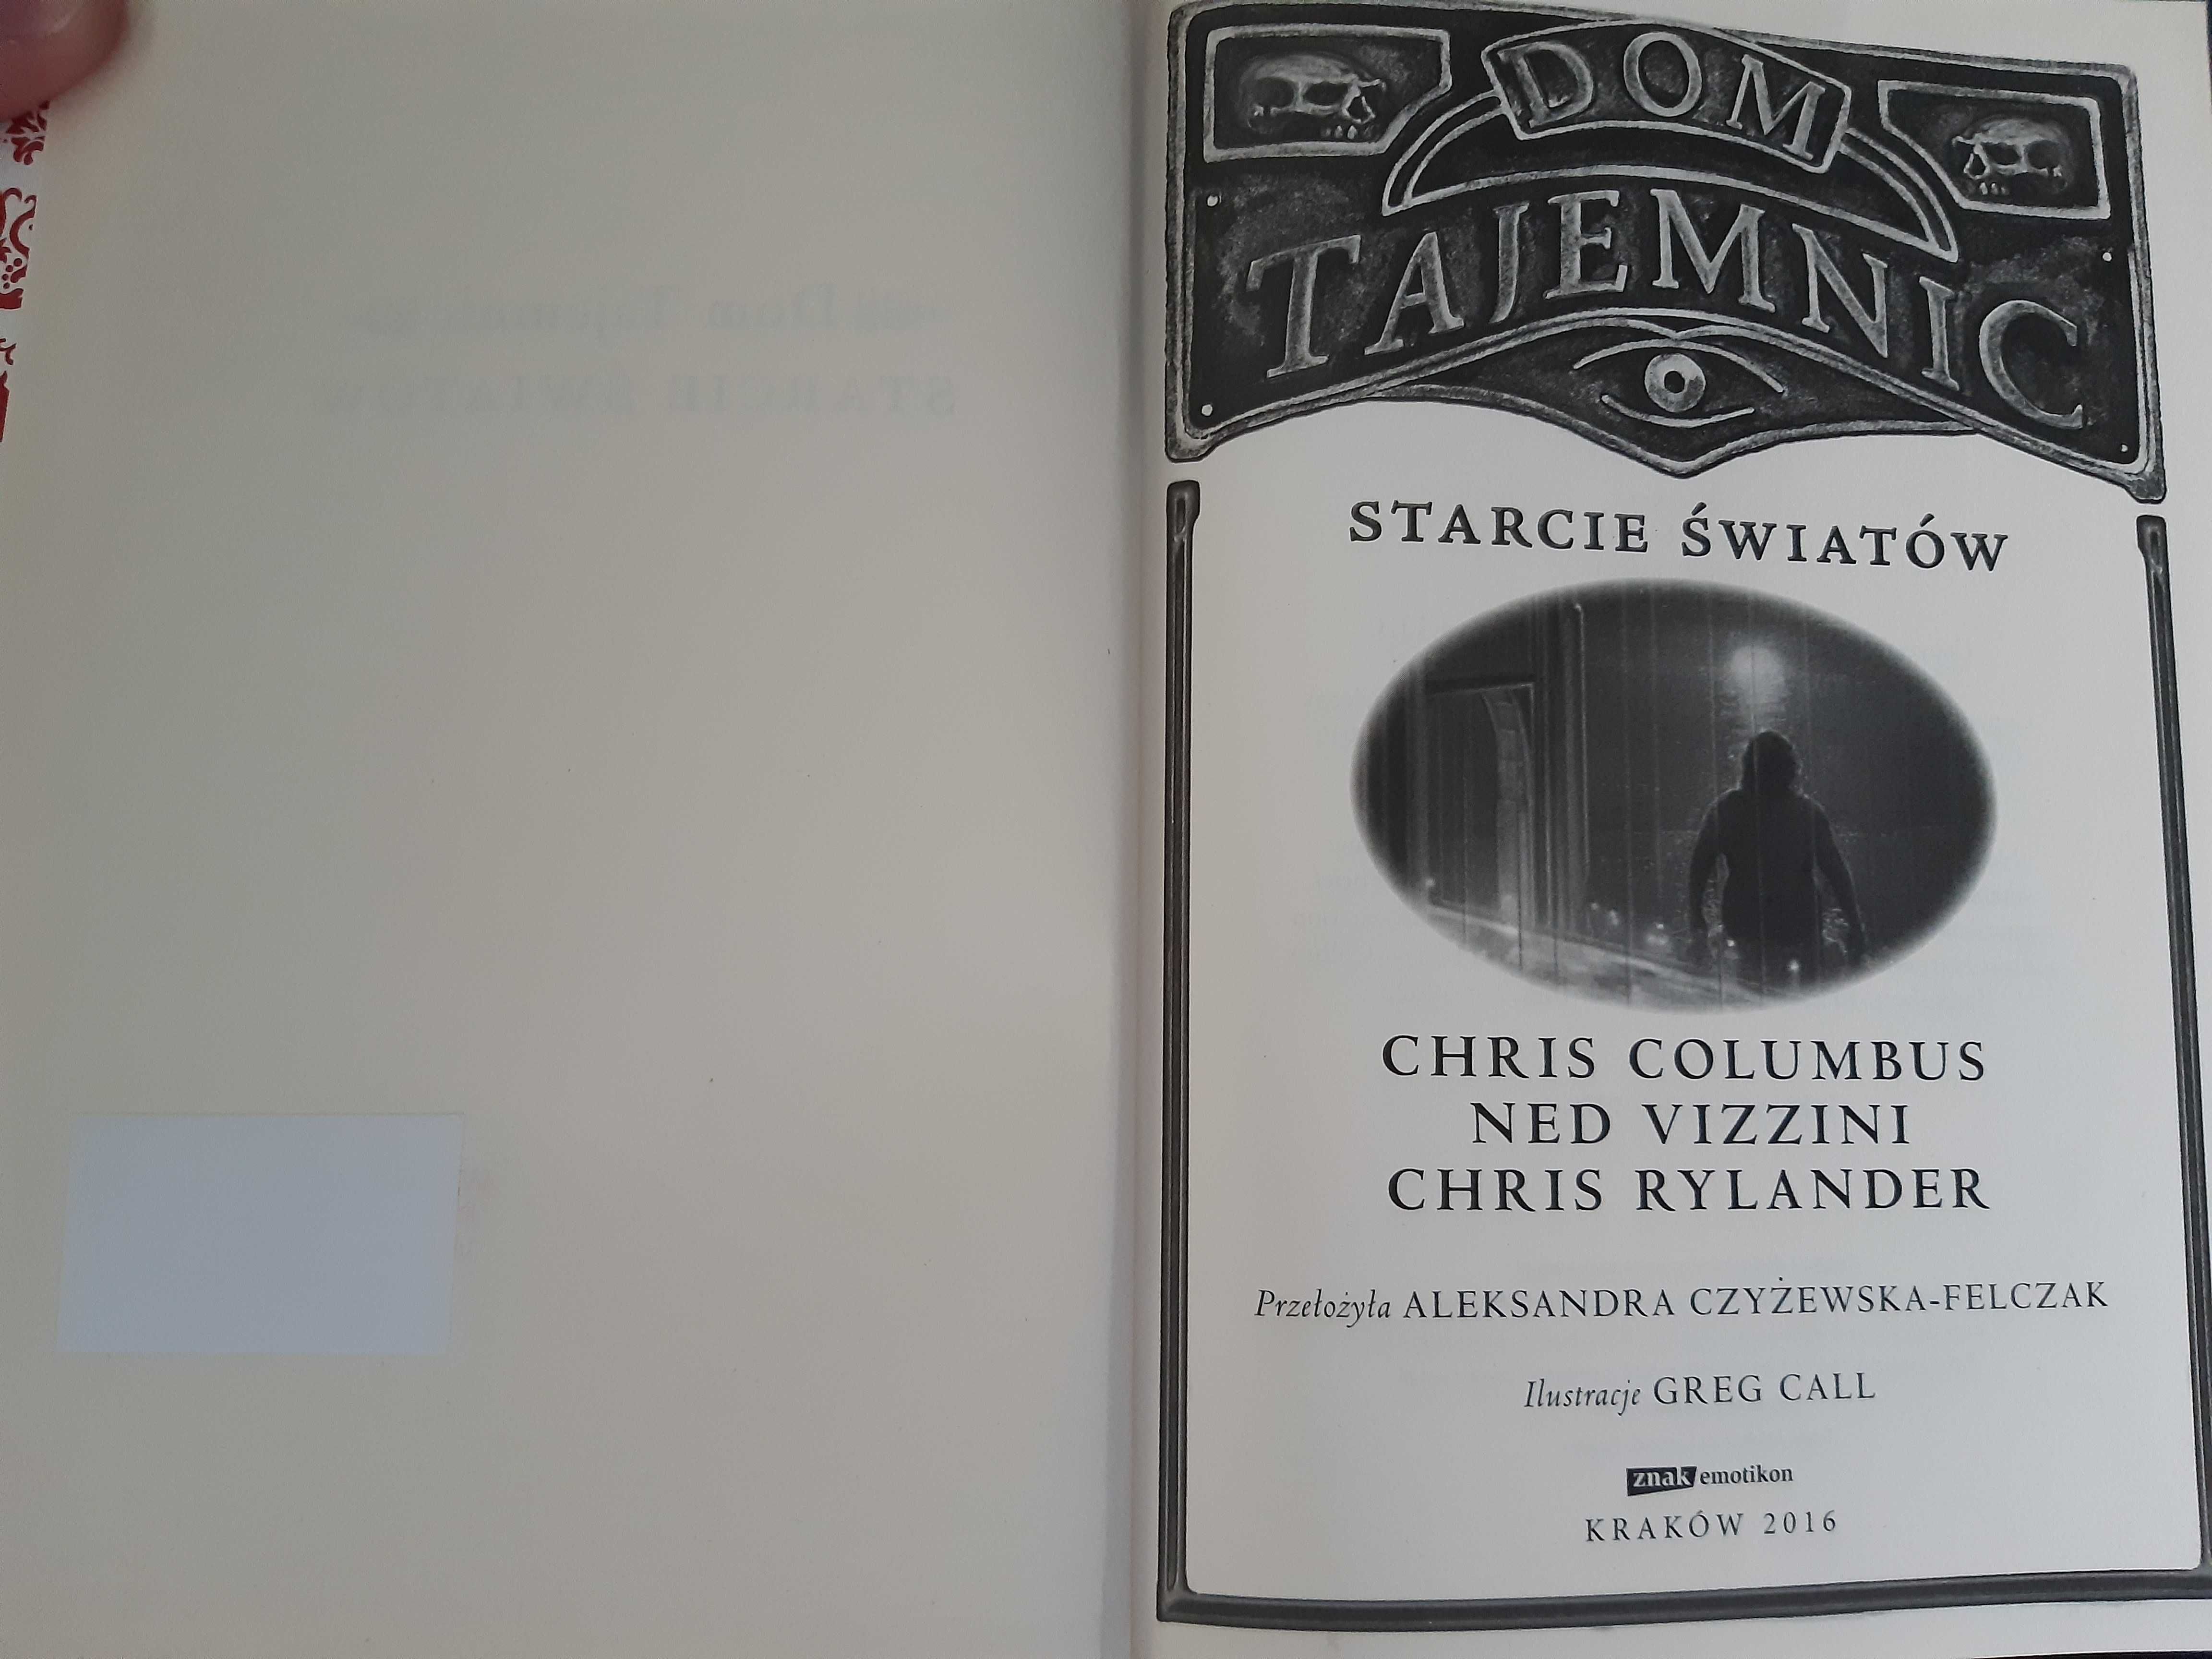 DOM
TAJEMNIC
STARCIE ŚWIATÓW
CHRIS COLUMBUS
NED VIZZINI
CHRIS RYLANDER
Przełożyła ALEKSANDRA CZYŻEWSKA-FELCZAK
Ilustracje GREG CALL
znak emotikon
KRAKÓW 2016